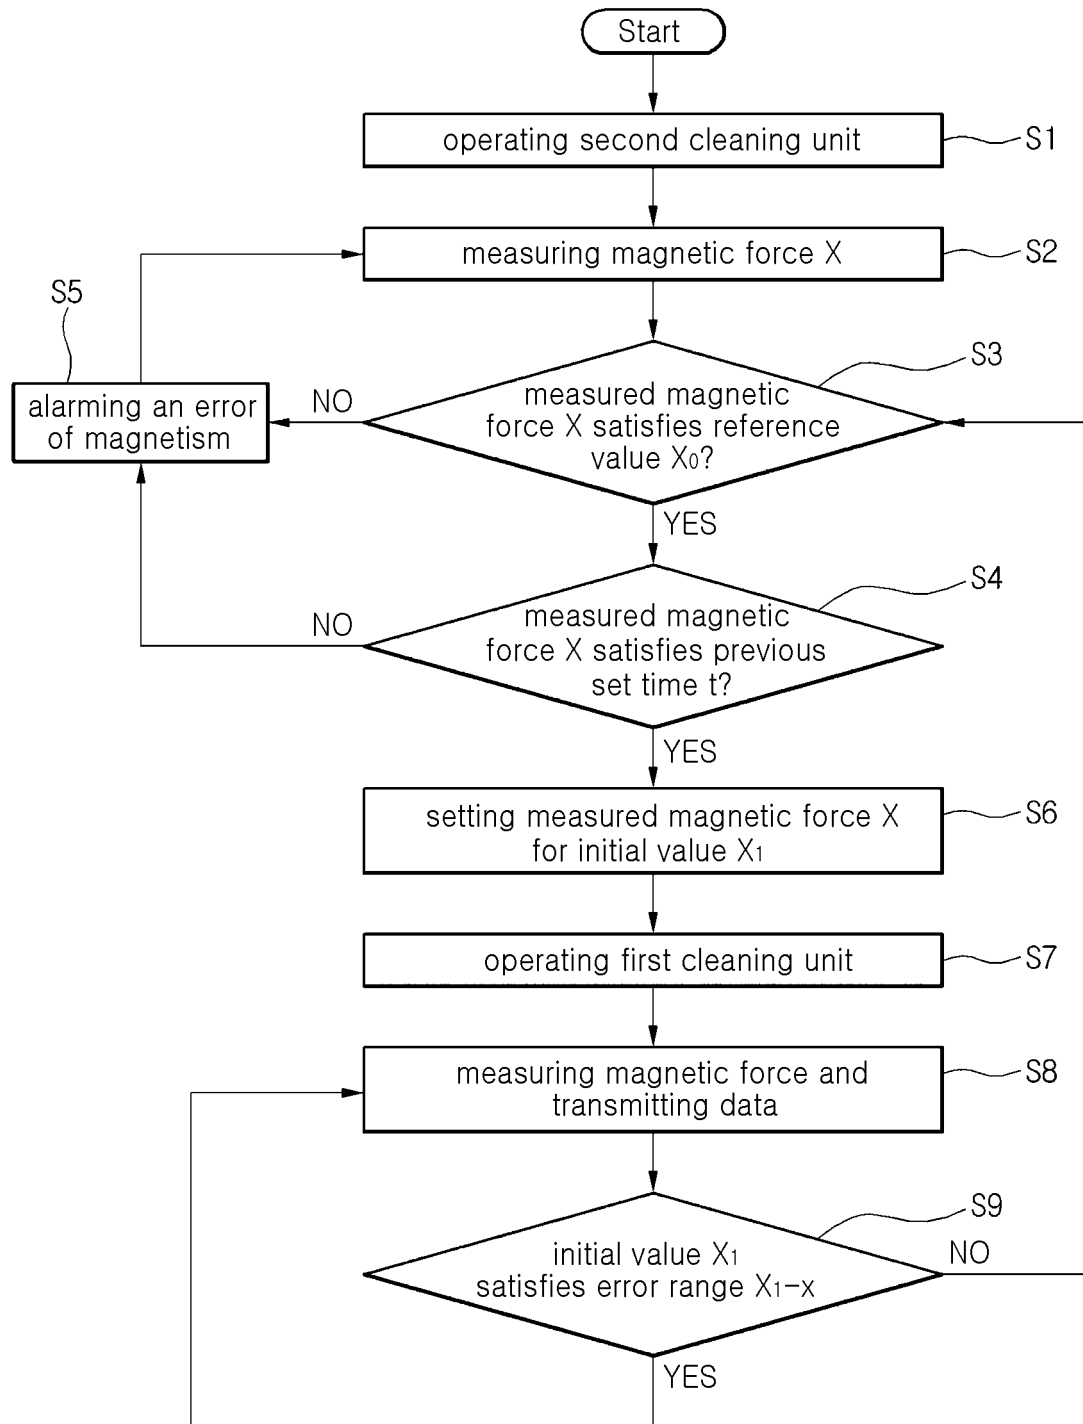 Start
operating second cleaning unit
S1
measuring magnetic force X
S2
S5
S3
alarming an error
of magnetism
NO
measured magnetic
force X satisfies reference
value X0?
YES
S4
NO
measured magnetic
force X satisfies previous
set time t?
YES
setting measured magnetic force X
for initial value X1
S6
operating first cleaning unit
S7
measuring magnetic force and
transmitting data
S8
S9
initial value X1
satisfies error range X1-x
NO
YES